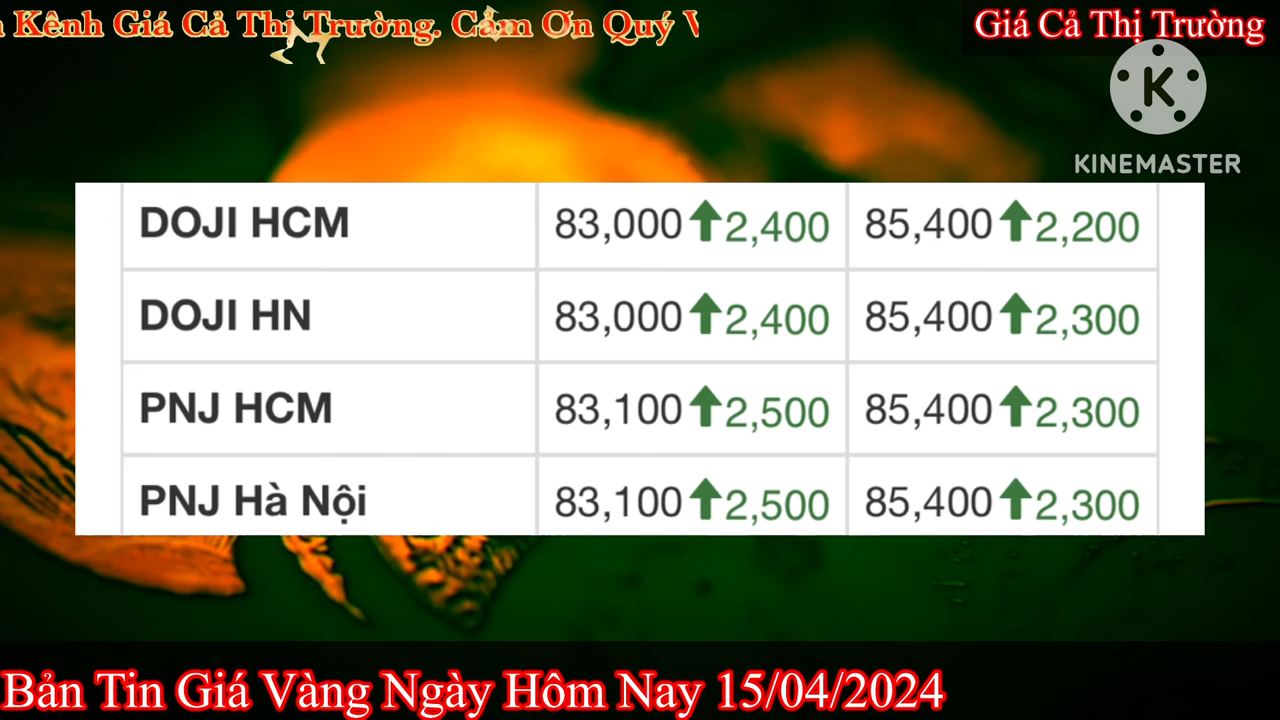 Kênh Giá Cả Thị Trường. Cảm Ơn Quý
Giá Cả Thị Trường
K
KINEMASTER
DOJI HCM 83,000 ⬆2,400 85,400 ⬆2,200
DOJI HN 83,000 ⬆2,400 85,400 ⬆2,300
PNJ HCM 83,100 ⬆2,500 85,400 ⬆2,300
PNJ Hà Nội 83,100 ⬆2,500 85,400 ⬆2,300
Bản Tin Giá Vàng Ngày Hôm Nay 15/04/2024